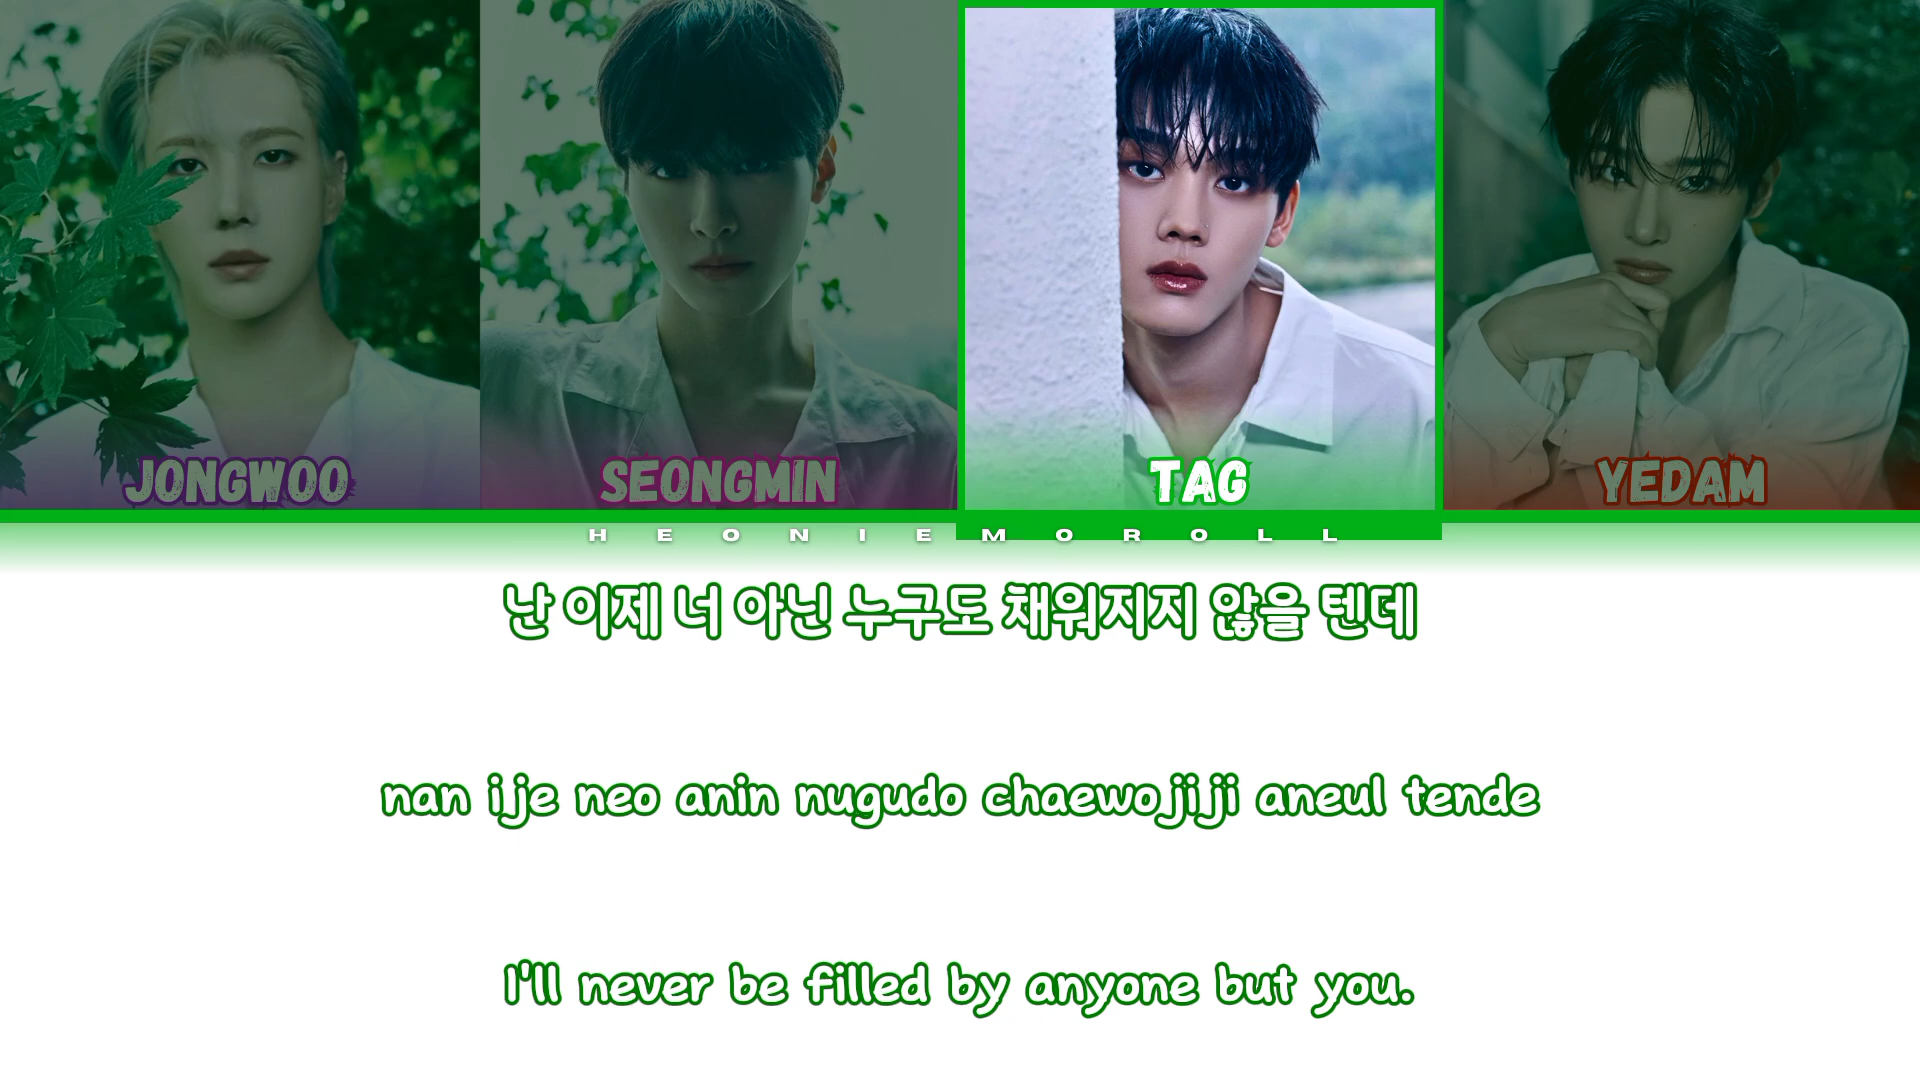 JONGWOO
SEONGMIN
TAG
YEDAM
HEONIEMOROLL
난 이제 너 아닌 누구도 채워지지 않을 텐데
nan ije neo anin nugudo chaewojiji aneul tende
I'll never be filled by anyone but you.